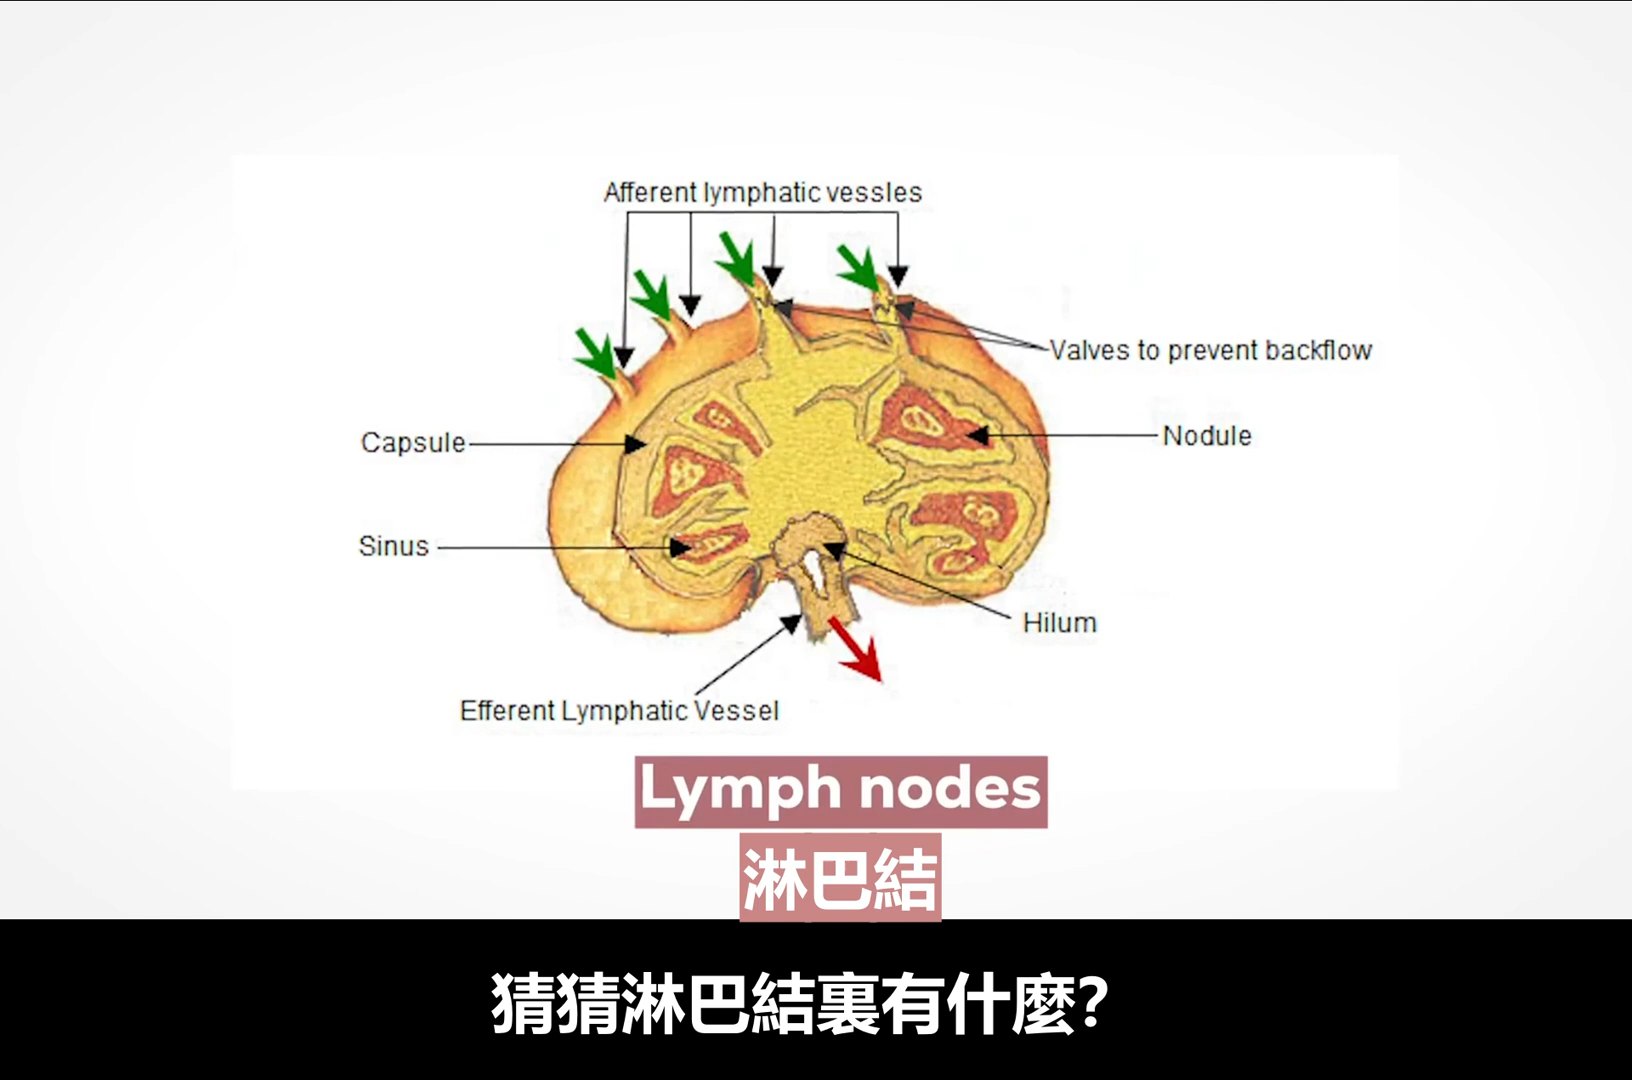 Afferent lymphatic vessles
Valves to prevent backflow
Capsule
Nodule
Sinus
Hilum
Efferent Lymphatic Vessel
Lymph nodes
淋巴結
猜猜淋巴結裏有什麼?